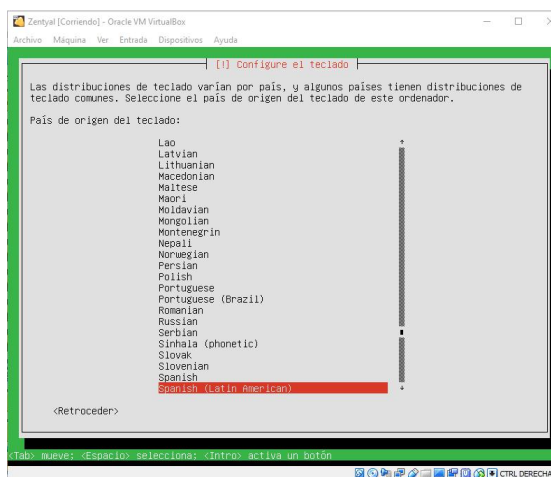 Zentyal [Corriendo] - Oracle VM VirtualBox
Archivo Máquina Ver Entrada Dispositivos Ayuda
[!] Configure el teclado
Las distribuciones de teclado varían por país, y algunos países tienen distribuciones de
teclado comunes. Seleccione el país de origen del teclado de este ordenador.
País de origen del teclado:
Lao
Latvian
Lithuanian
Macedonian
Maltese
Maori
Moldavian
Mongolian
Montenegrin
Nepali
Norwegian
Persian
Polish
Portuguese
Portuguese (Brazil)
Romanian
Russian
Serbian
Sinhala (phonetic)
Slovak
Slovenian
Spanish
Spanish (Latin American)
<Retroceder>
<Tab> mueve; <Espacio> selecciona; <Intro> activa un botón
CTRL DERECHA